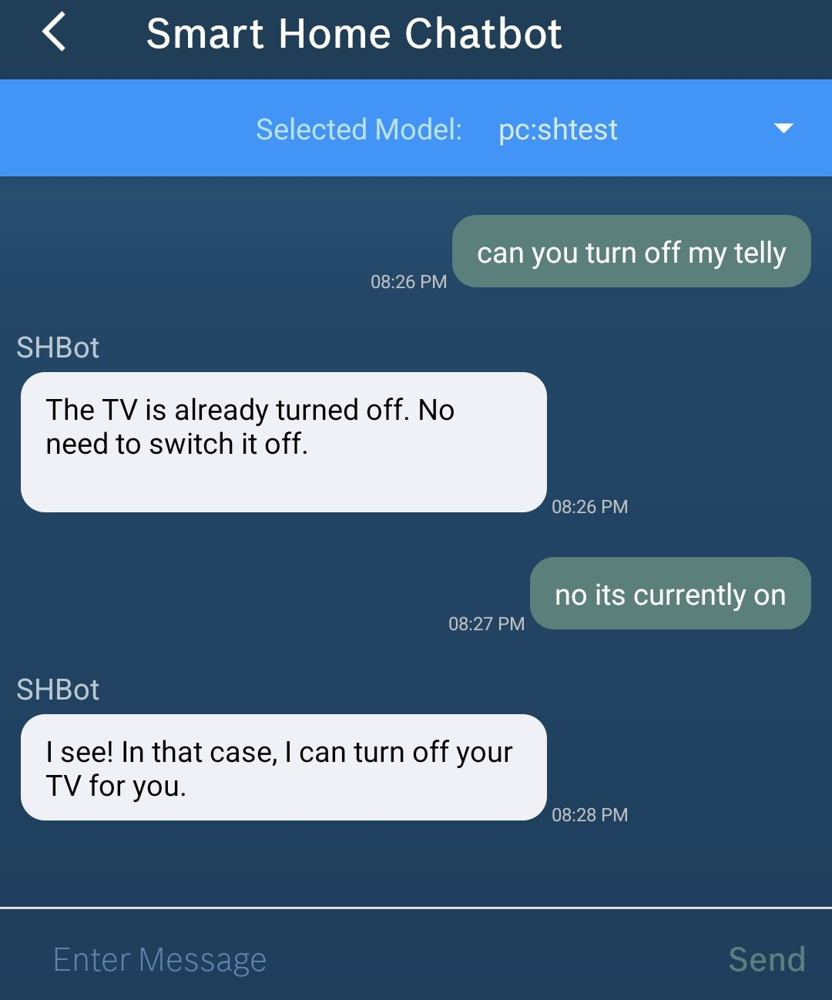 Smart Home Chatbot
Selected Model: pc:shtest
can you turn off my telly
08:26 PM
SHBot
The TV is already turned off. No
need to switch it off.
08:26 PM
no its currently on
08:27 PM
SHBot
I see! In that case, I can turn off your
TV for you.
08:28 PM
Enter Message Send